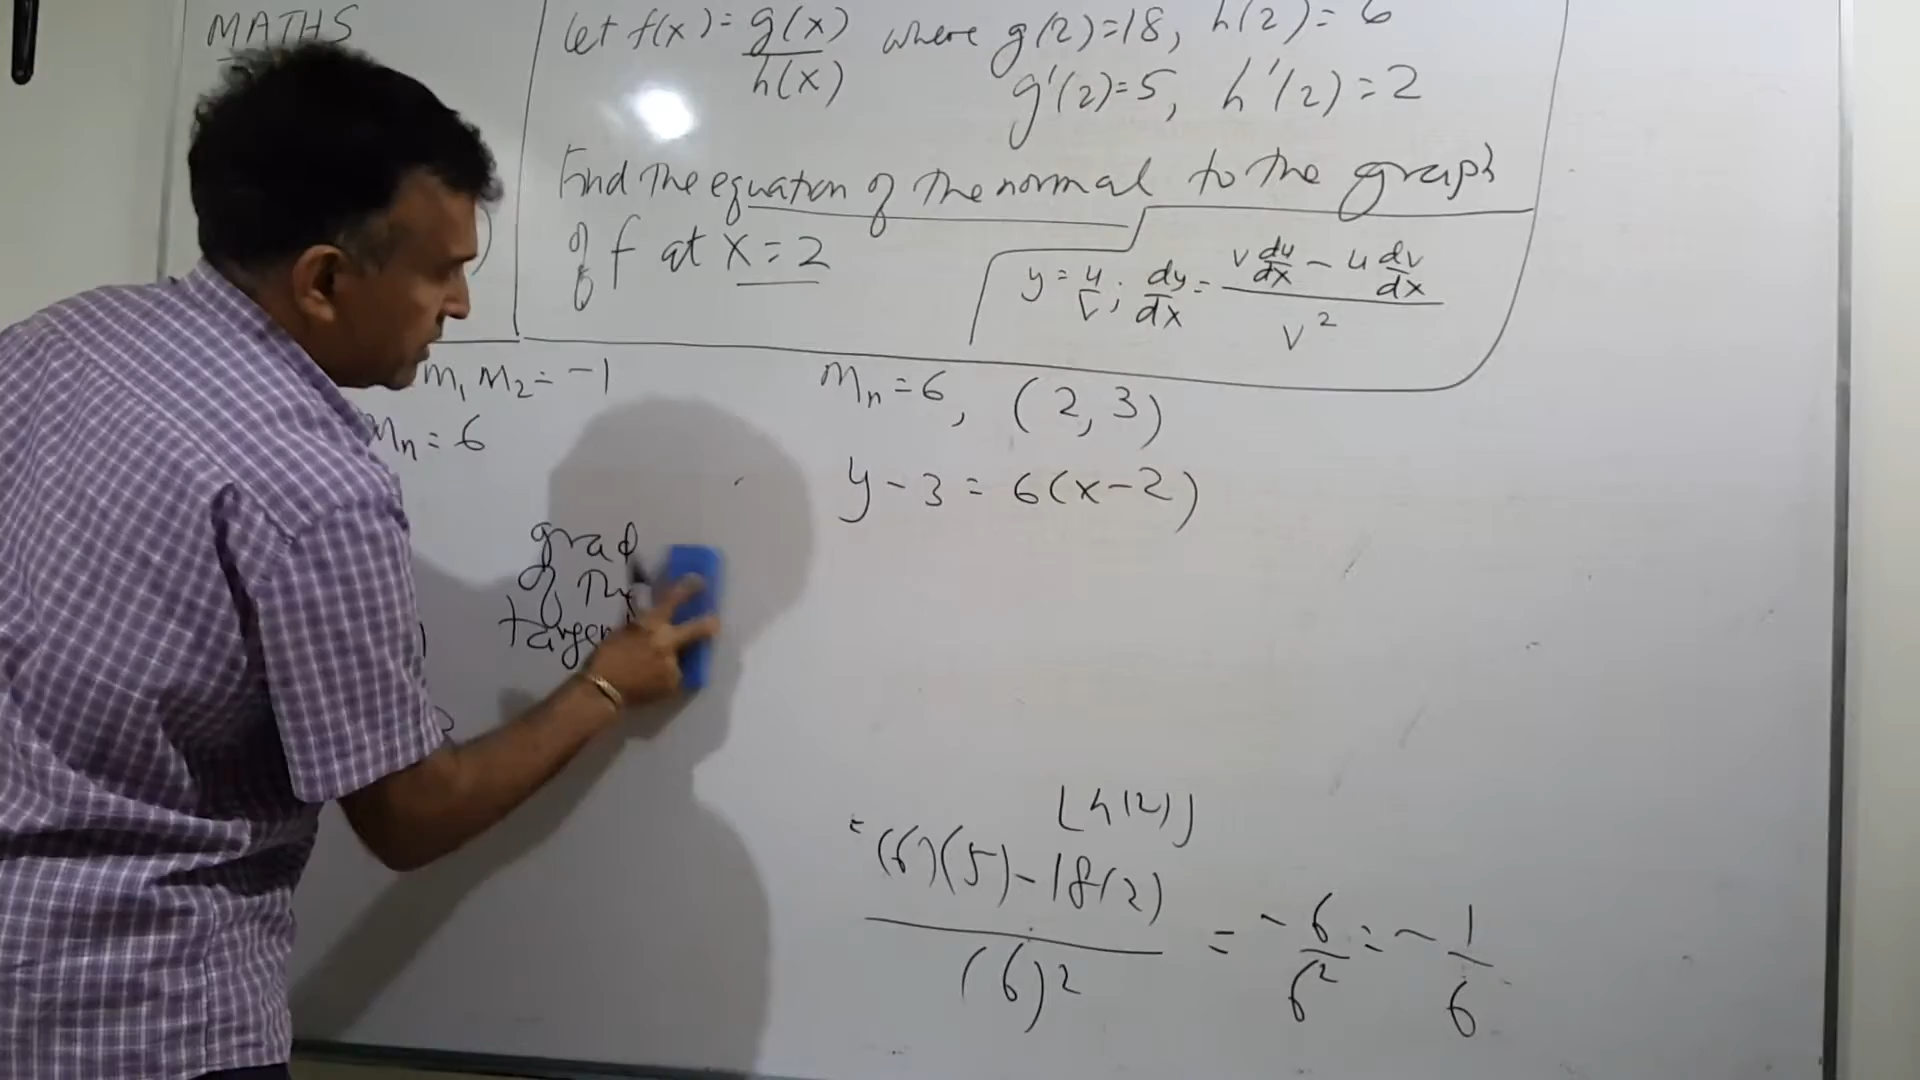 MATHS
let f(x) = g(x)/h(x) where g(2)=18, h(2)=6
g'(2)=5, h'(2)=2
Find the equation of the normal to the graph
of f at x=2
y = u/v ; dy/dx = (v du/dx - u dv/dx)/v²
m₁ m₂ = -1
mₙ = 6
mₙ = 6, (2, 3)
y - 3 = 6(x-2)
grad
of the
tangen
[h(2)]
= ((6)(5) - 18(2))/(6)² = -6/6² = -1/6